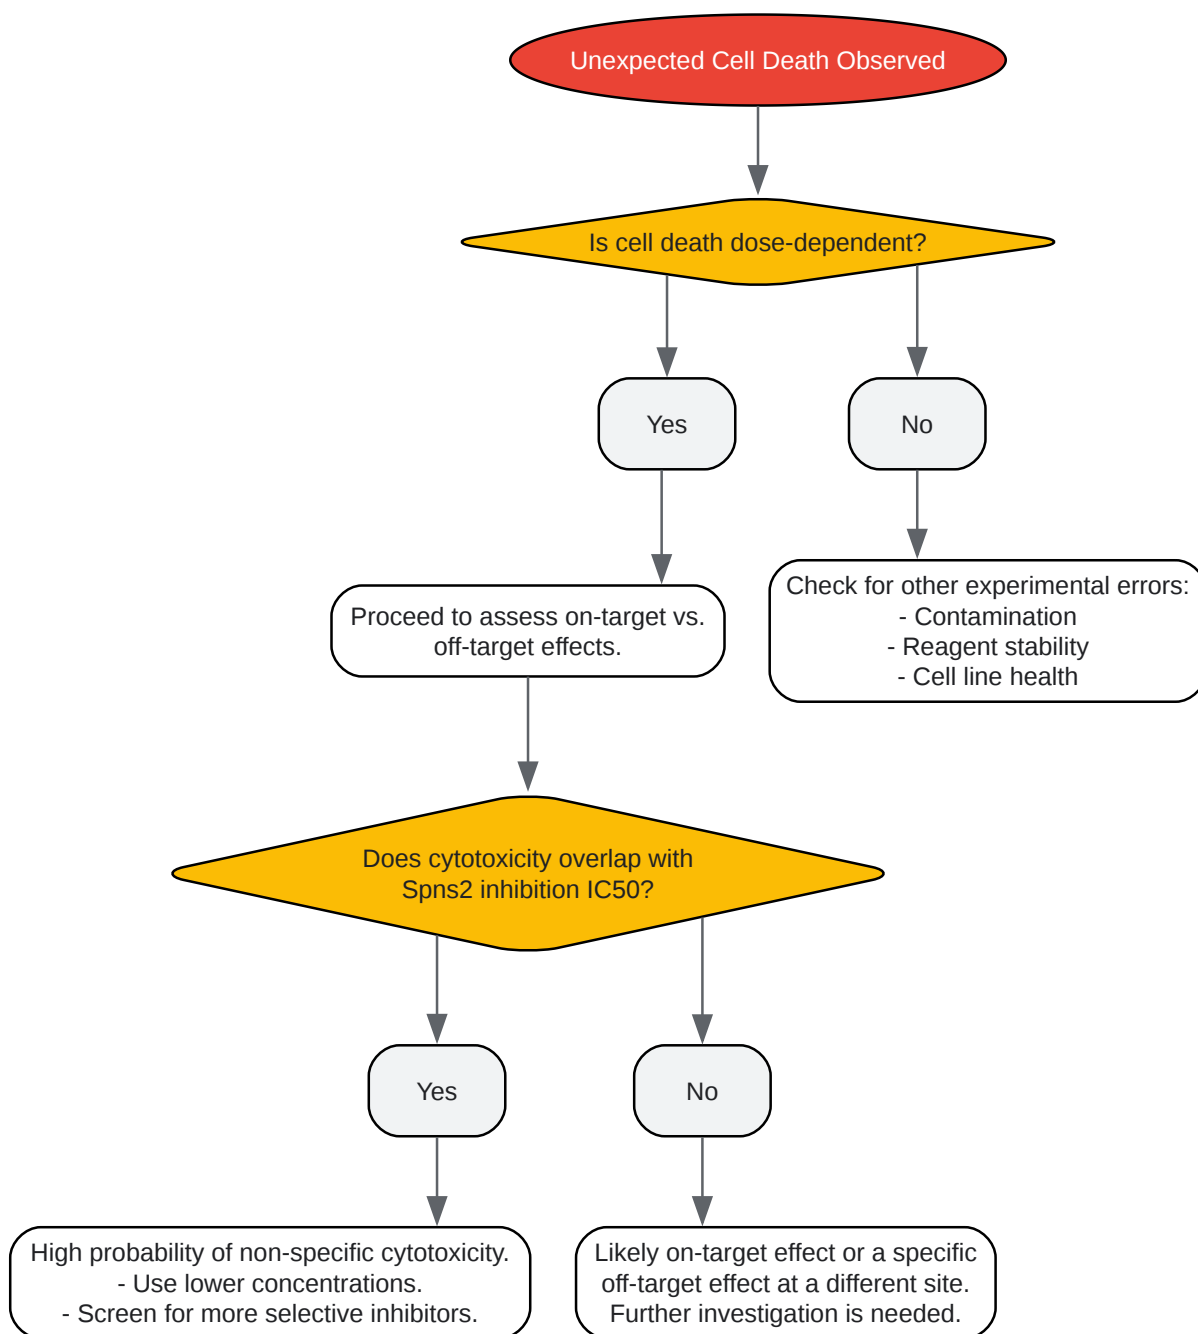 Unexpected Cell Death Observed
Is cell death dose-dependent?
Yes
No
Proceed to assess on-target vs.
off-target effects.
Check for other experimental errors:
- Contamination
- Reagent stability
- Cell line health
Does cytotoxicity overlap with
Spns2 inhibition IC50?
Yes
No
High probability of non-specific cytotoxicity.
- Use lower concentrations.
- Screen for more selective inhibitors.
Likely on-target effect or a specific
off-target effect at a different site.
Further investigation is needed.